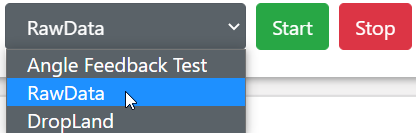 RawData Start Stop
Angle Feedback Test
RawData
DropLand